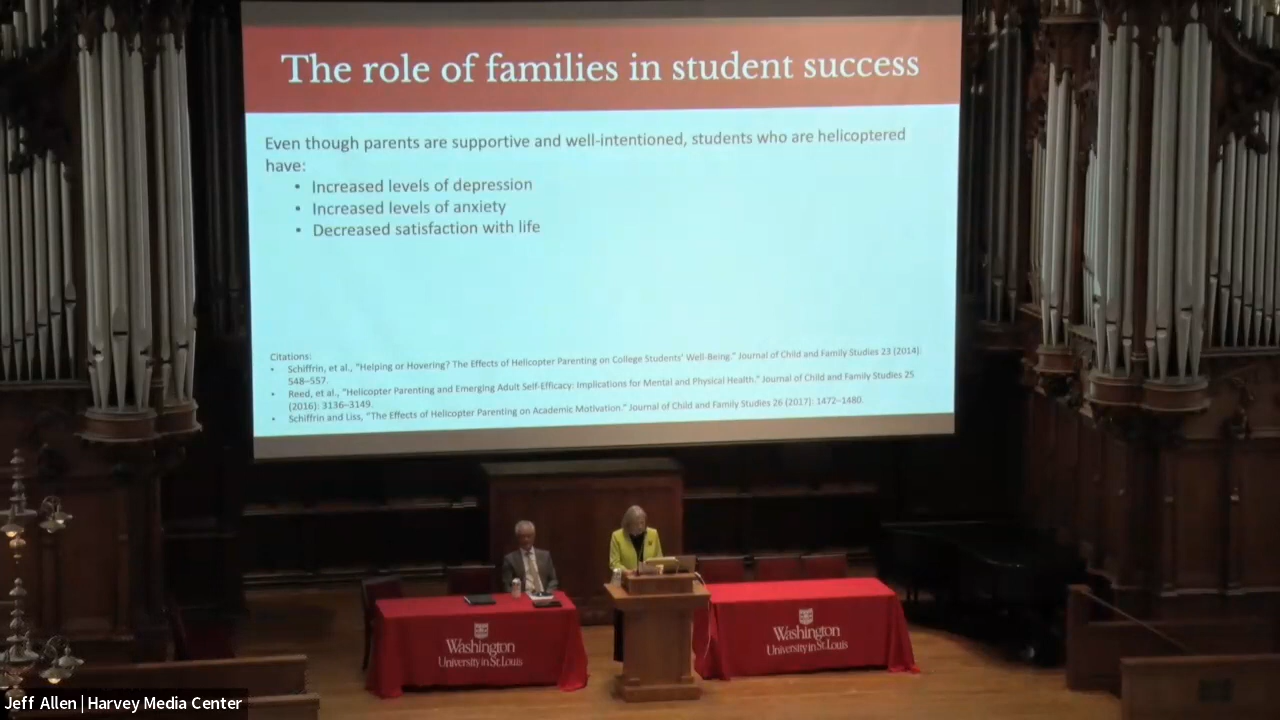 The role of families in student success
Even though parents are supportive and well-intentioned, students who are helicoptered
have:
• Increased levels of depression
• Increased levels of anxiety
• Decreased satisfaction with life
Citations:
• Schiffrin, et al., "Helping or Hovering? The Effects of Helicopter Parenting on College Students' Well-Being." Journal of Child and Family Studies 23 (2014):
548–557.
• Reed, et al., "Helicopter Parenting and Emerging Adult Self-Efficacy: Implications for Mental and Physical Health." Journal of Child and Family Studies 25
(2016): 3136–3149.
• Schiffrin and Liss, "The Effects of Helicopter Parenting on Academic Motivation." Journal of Child and Family Studies 26 (2017): 1472–1480.
Washington
University in St. Louis
Washington
University in St. Louis
Jeff Allen | Harvey Media Center